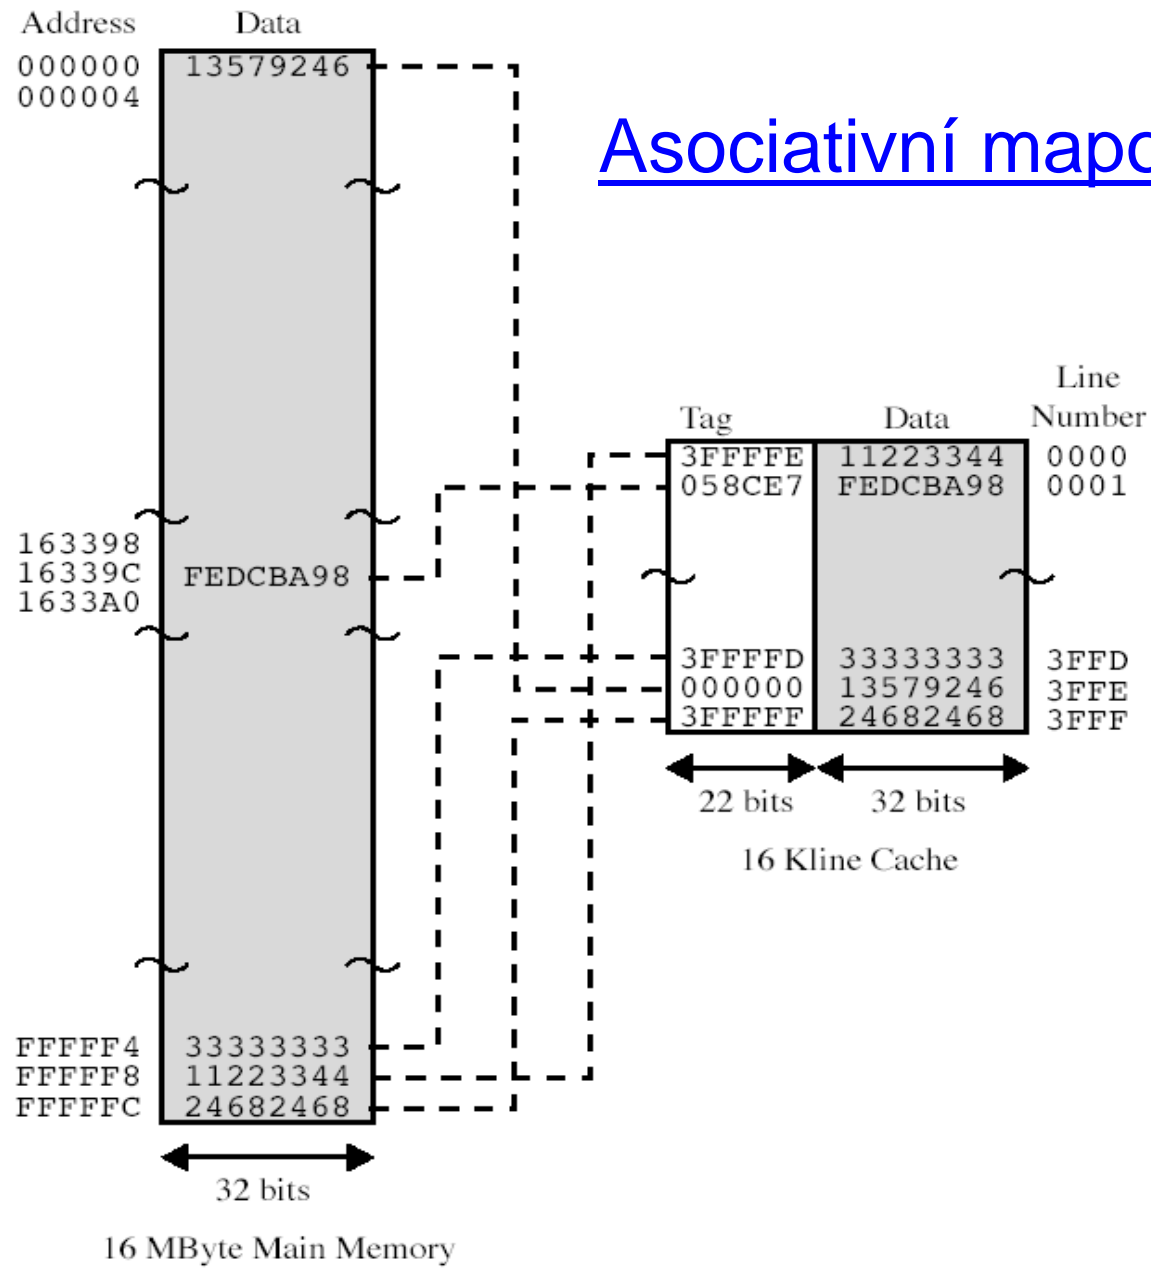 Address Data
000000 13579246
000004
Asociativní
Line
Tag Data Number
3FFFFE 11223344 0000
058CE7 FEDCBA98 0001
163398
16339C FEDCBA98
1633A0
3FFFFD 33333333 3FFD
000000 13579246 3FFE
3FFFFF 24682468 3FFF
22 bits 32 bits
16 Kline Cache
FFFFF4 33333333
FFFFF8 11223344
FFFFFC 24682468
32 bits
16 MByte Main Memory